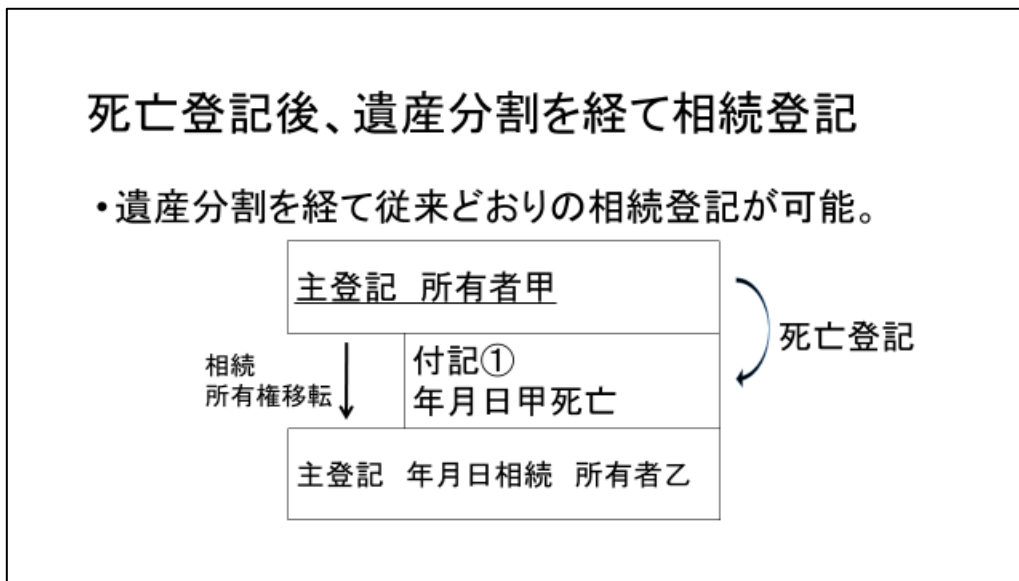 死亡登記後、遺産分割を経て相続登記
・遺産分割を経て従来どおりの相続登記が可能。
主登記 所有者甲
死亡登記
相続
所有権移転
付記①
年月日甲死亡
主登記 年月日相続 所有者乙